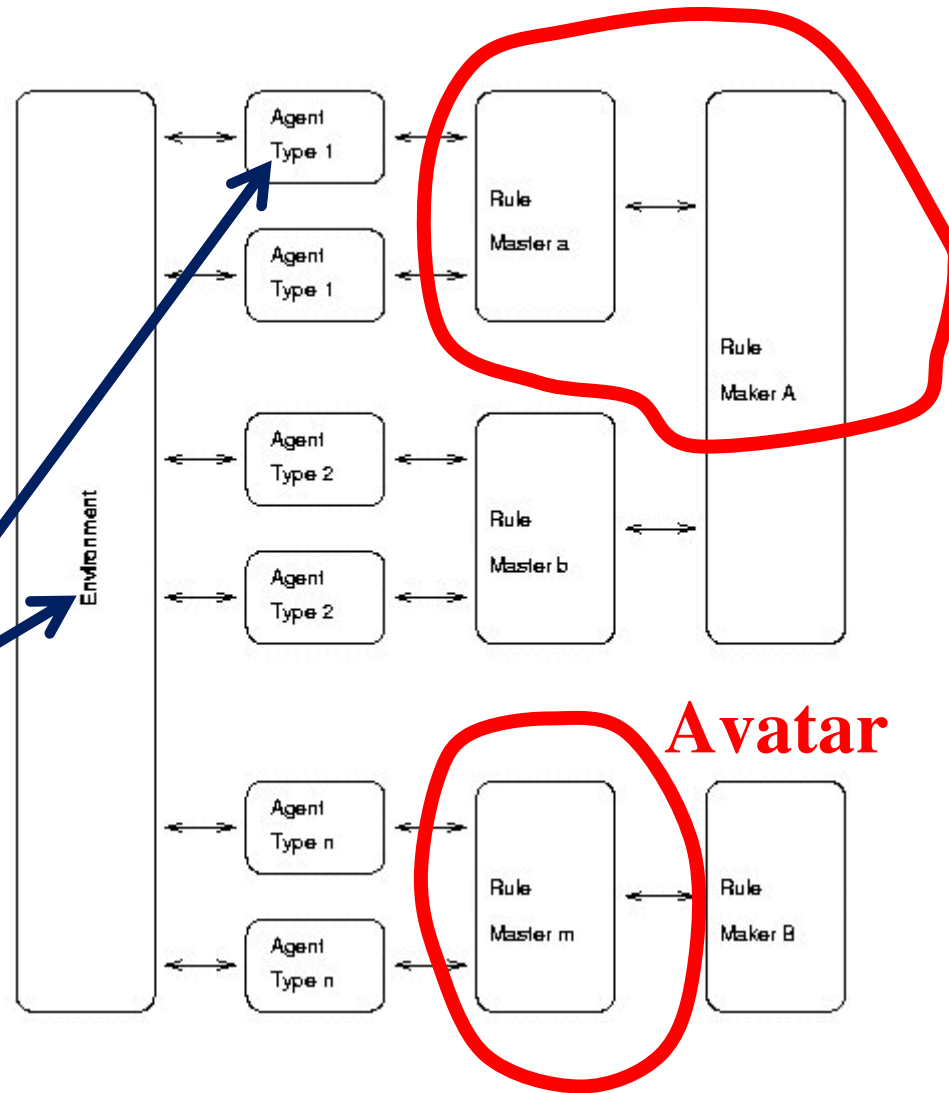 Environment
Agent
Type 1
Agent
Type 1
Agent
Type 2
Agent
Type 2
Agent
Type n
Agent
Type n
Rule
Master a
Rule
Master b
Rule
Master m
Rule
Maker A
Avatar
Rule
Maker B